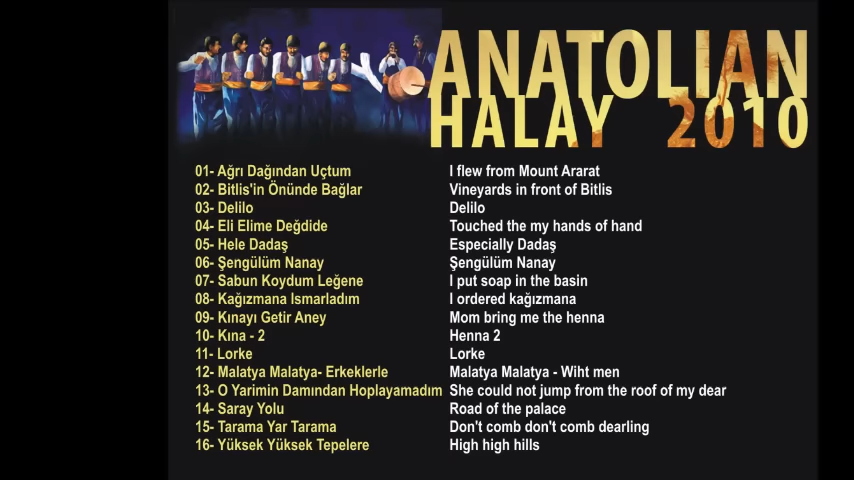 ANATOLIAN
HALAY 2010
01- Ağrı Dağından Uçtum I flew from Mount Ararat
02- Bitlis'in Önünde Bağlar Vineyards in front of Bitlis
03- Delilo Delilo
04- Eli Elime Değdide Touched the my hands of hand
05- Hele Dadaş Especially Dadaş
06- Şengülüm Nanay Şengülüm Nanay
07- Sabun Koydum Leğene I put soap in the basin
08- Kağızmana Ismarladım I ordered kağızmana
09- Kınayı Getir Aney Mom bring me the henna
10- Kına - 2 Henna 2
11- Lorke Lorke
12- Malatya Malatya- Erkeklerle Malatya Malatya - Wiht men
13- O Yarimin Damından Hoplayamadım She could not jump from the roof of my dear
14- Saray Yolu Road of the palace
15- Tarama Yar Tarama Don't comb don't comb dearling
16- Yüksek Yüksek Tepelere High high hills